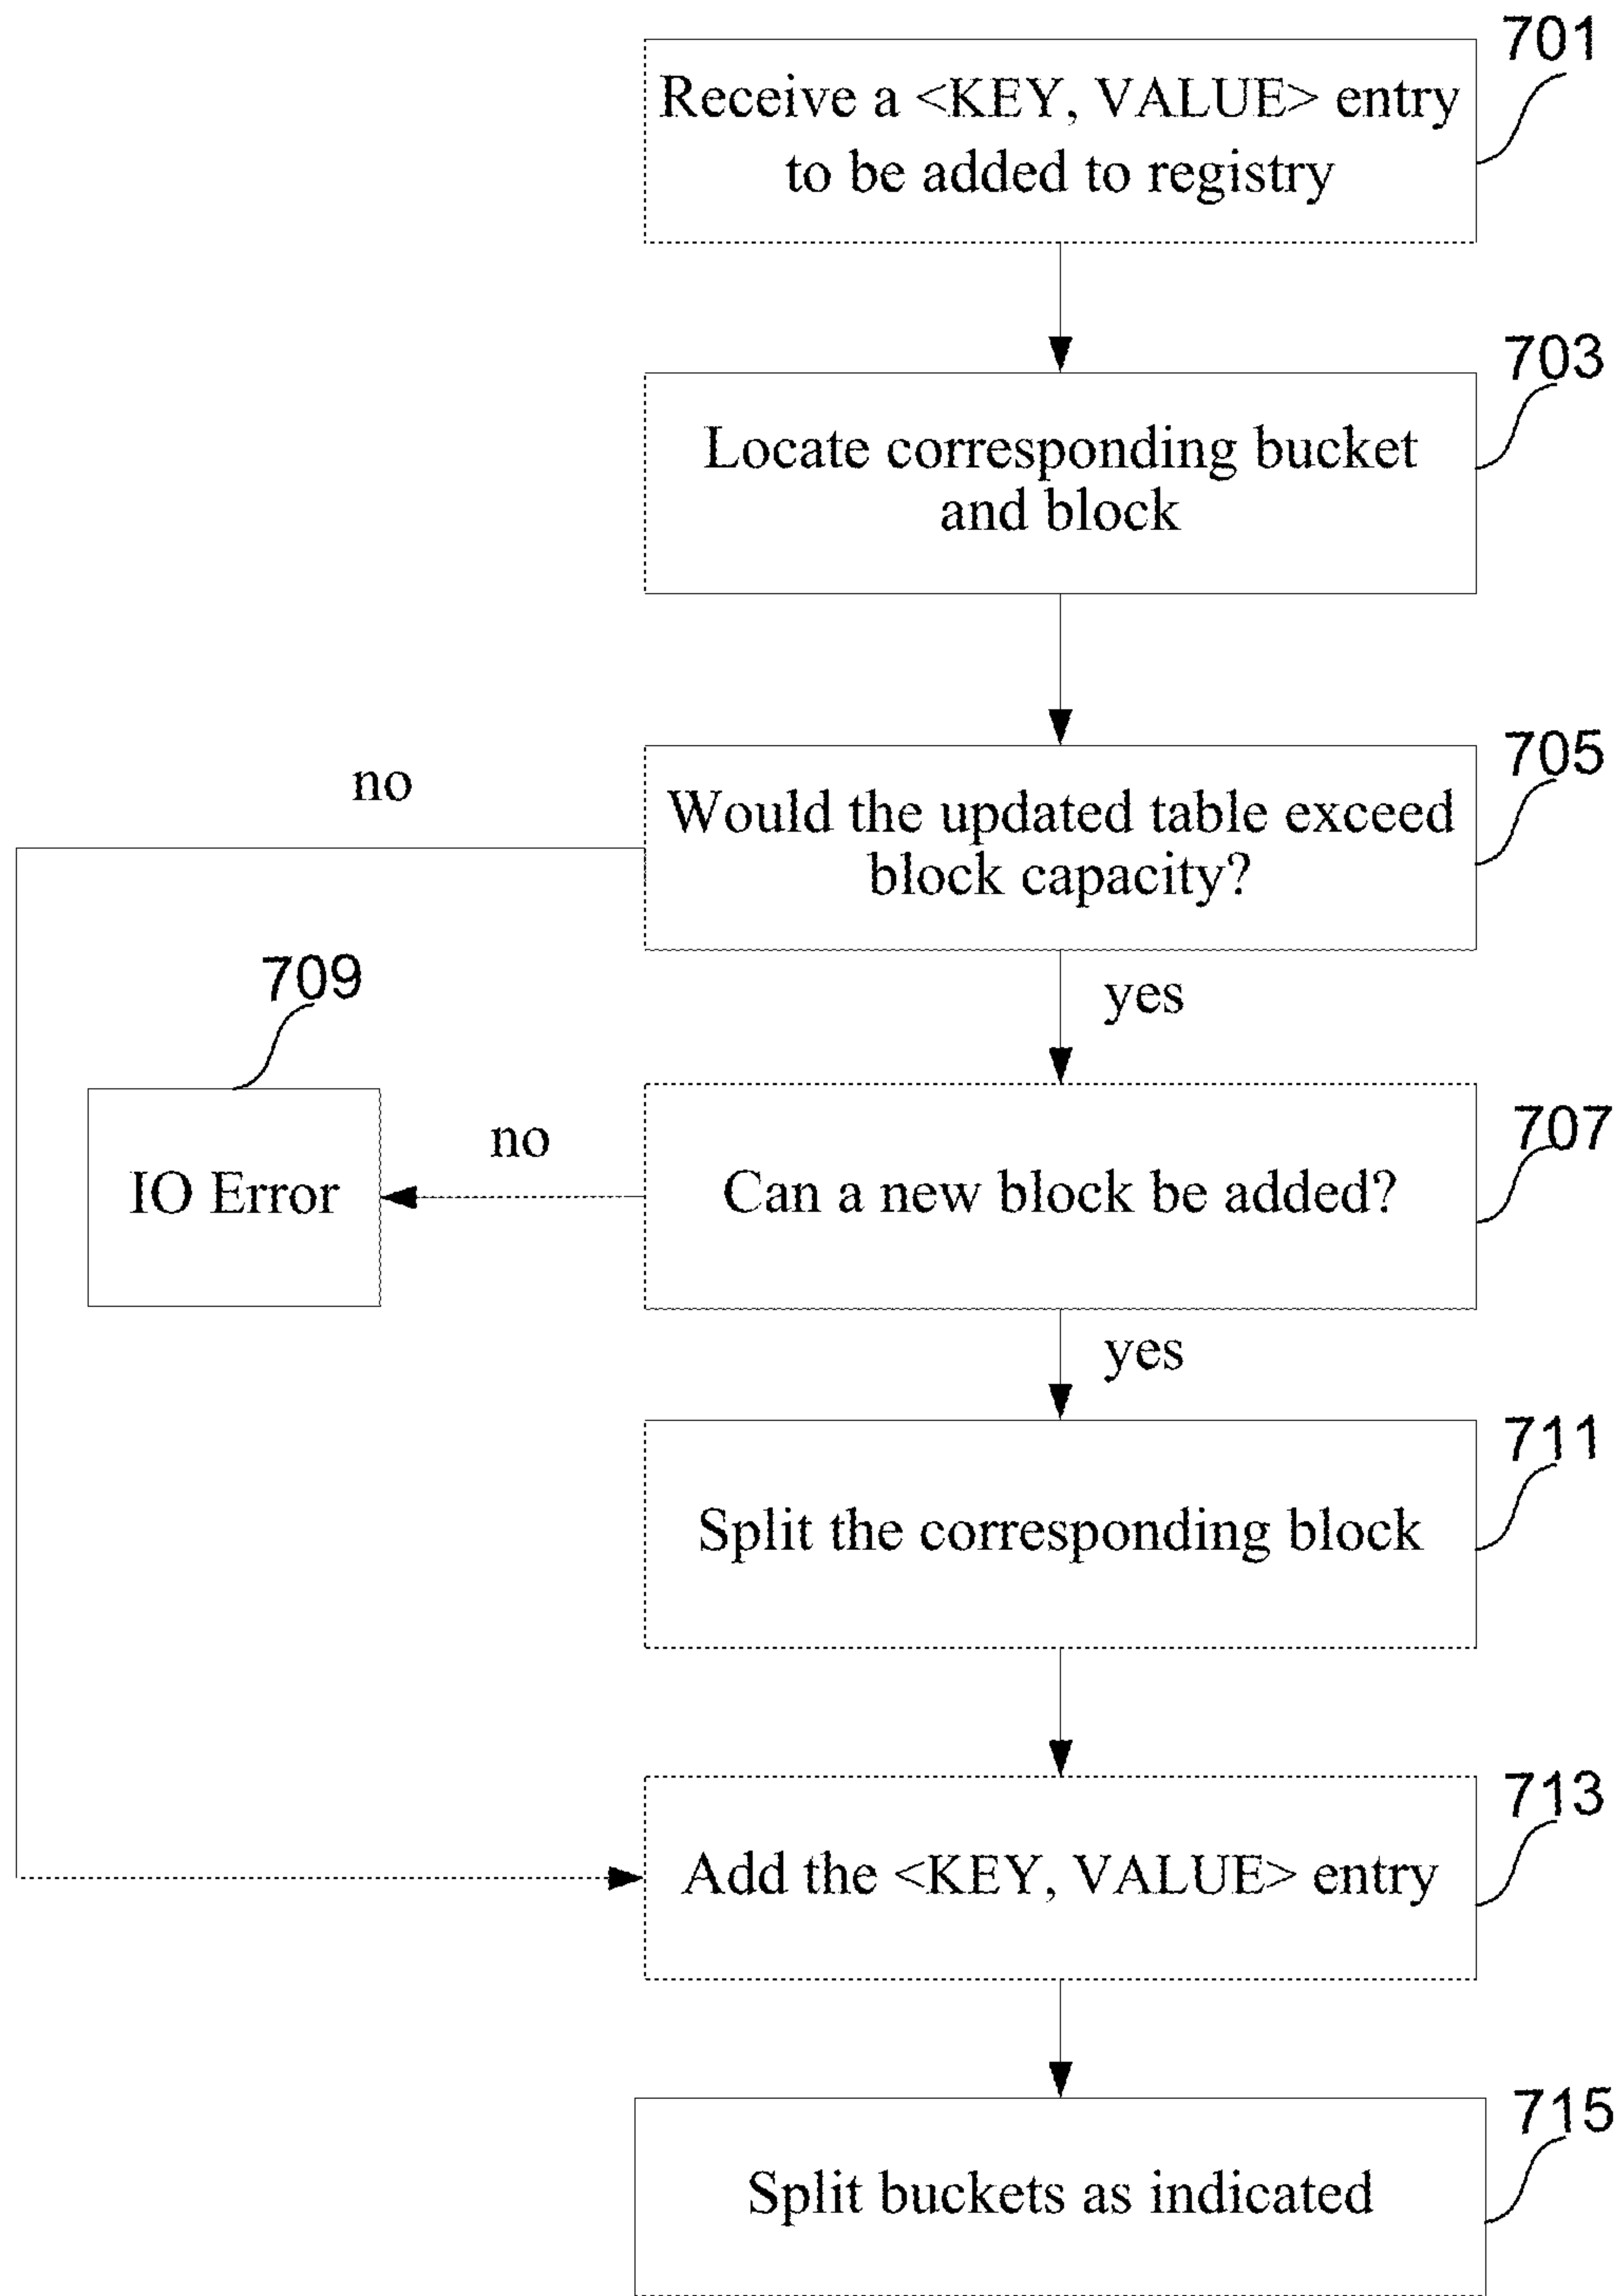 701
Receive a <KEY, VALUE> entry
to be added to registry
703
Locate corresponding bucket
and block
705
no
Would the updated table exceed
block capacity?
709
yes
707
IO Error
no
Can a new block be added?
yes
711
Split the corresponding block
713
Add the <KEY, VALUE> entry
715
Split buckets as indicated